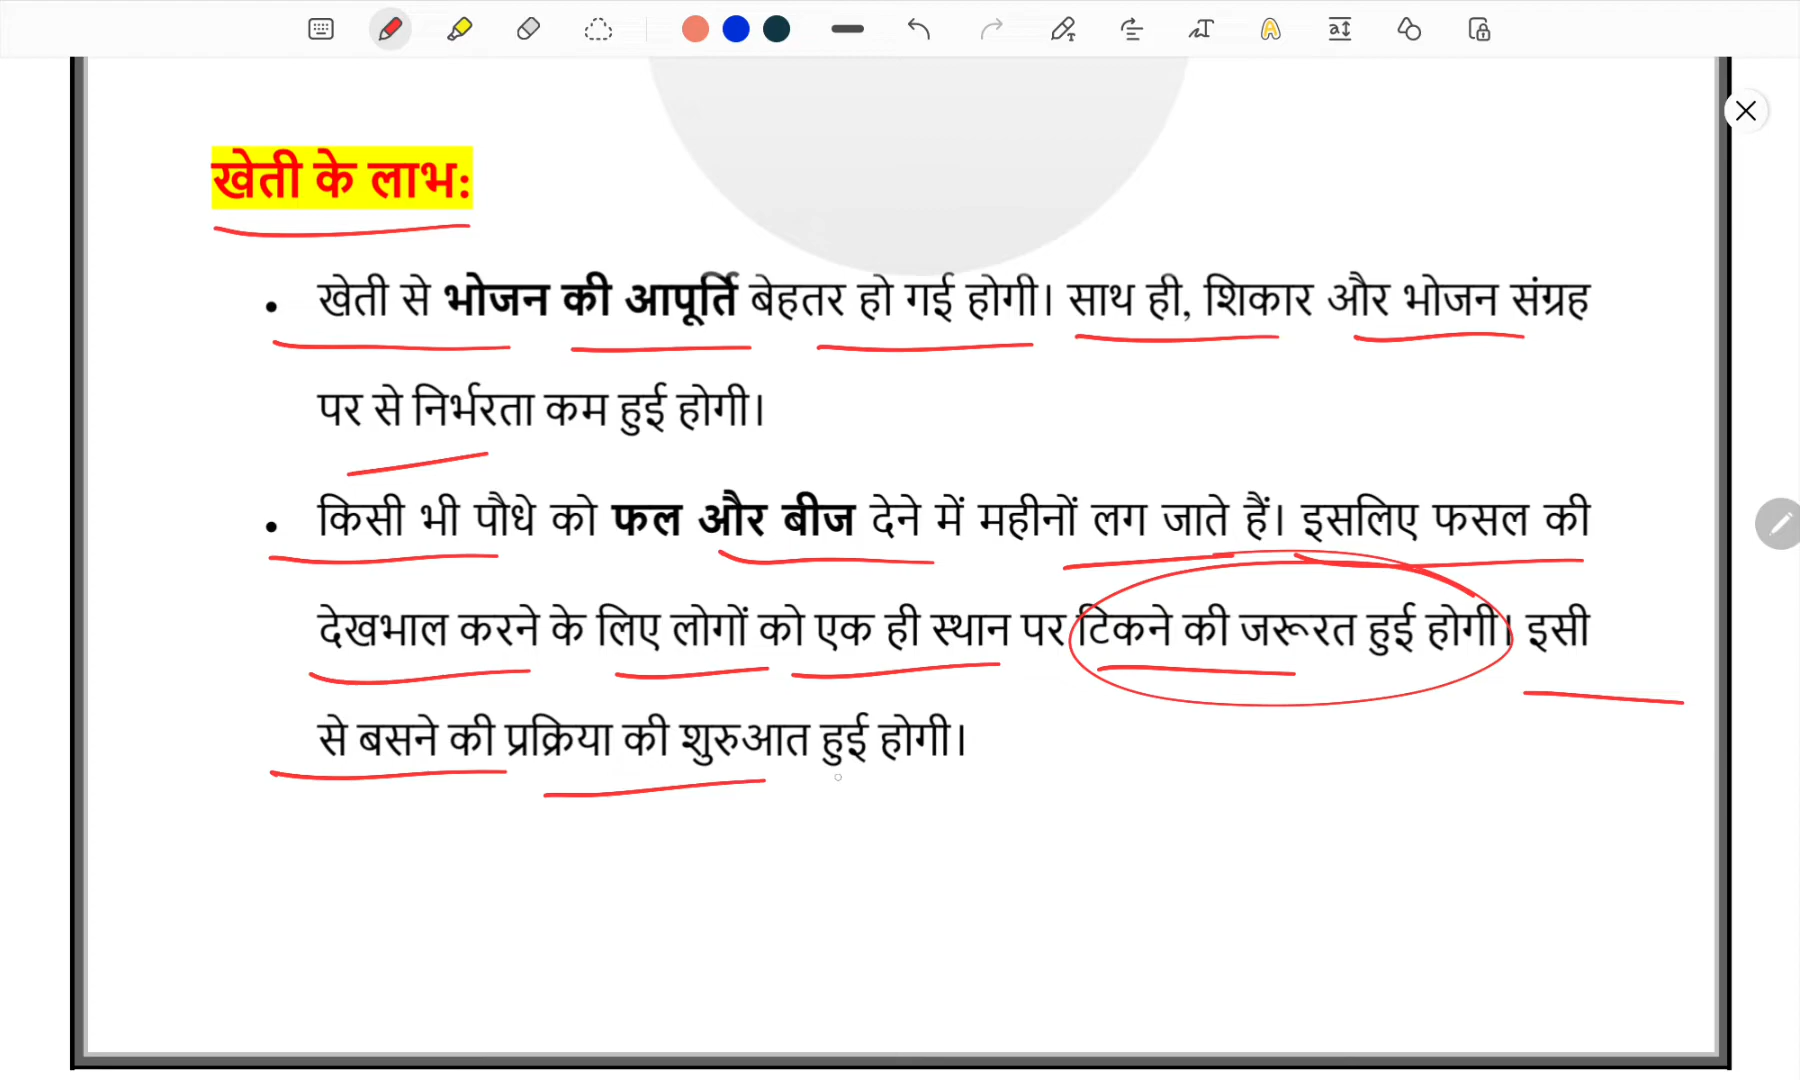 खेती के लाभ:
• खेती से भोजन की आपूर्ति बेहतर हो गई होगी। साथ ही, शिकार और भोजन संग्रह
पर से निर्भरता कम हुई होगी।
• किसी भी पौधे को फल और बीज देने में महीनों लग जाते हैं। इसलिए फसल की
देखभाल करने के लिए लोगों को एक ही स्थान पर टिकने की जरूरत हुई होगी। इसी
से बसने की प्रक्रिया की शुरुआत हुई होगी।